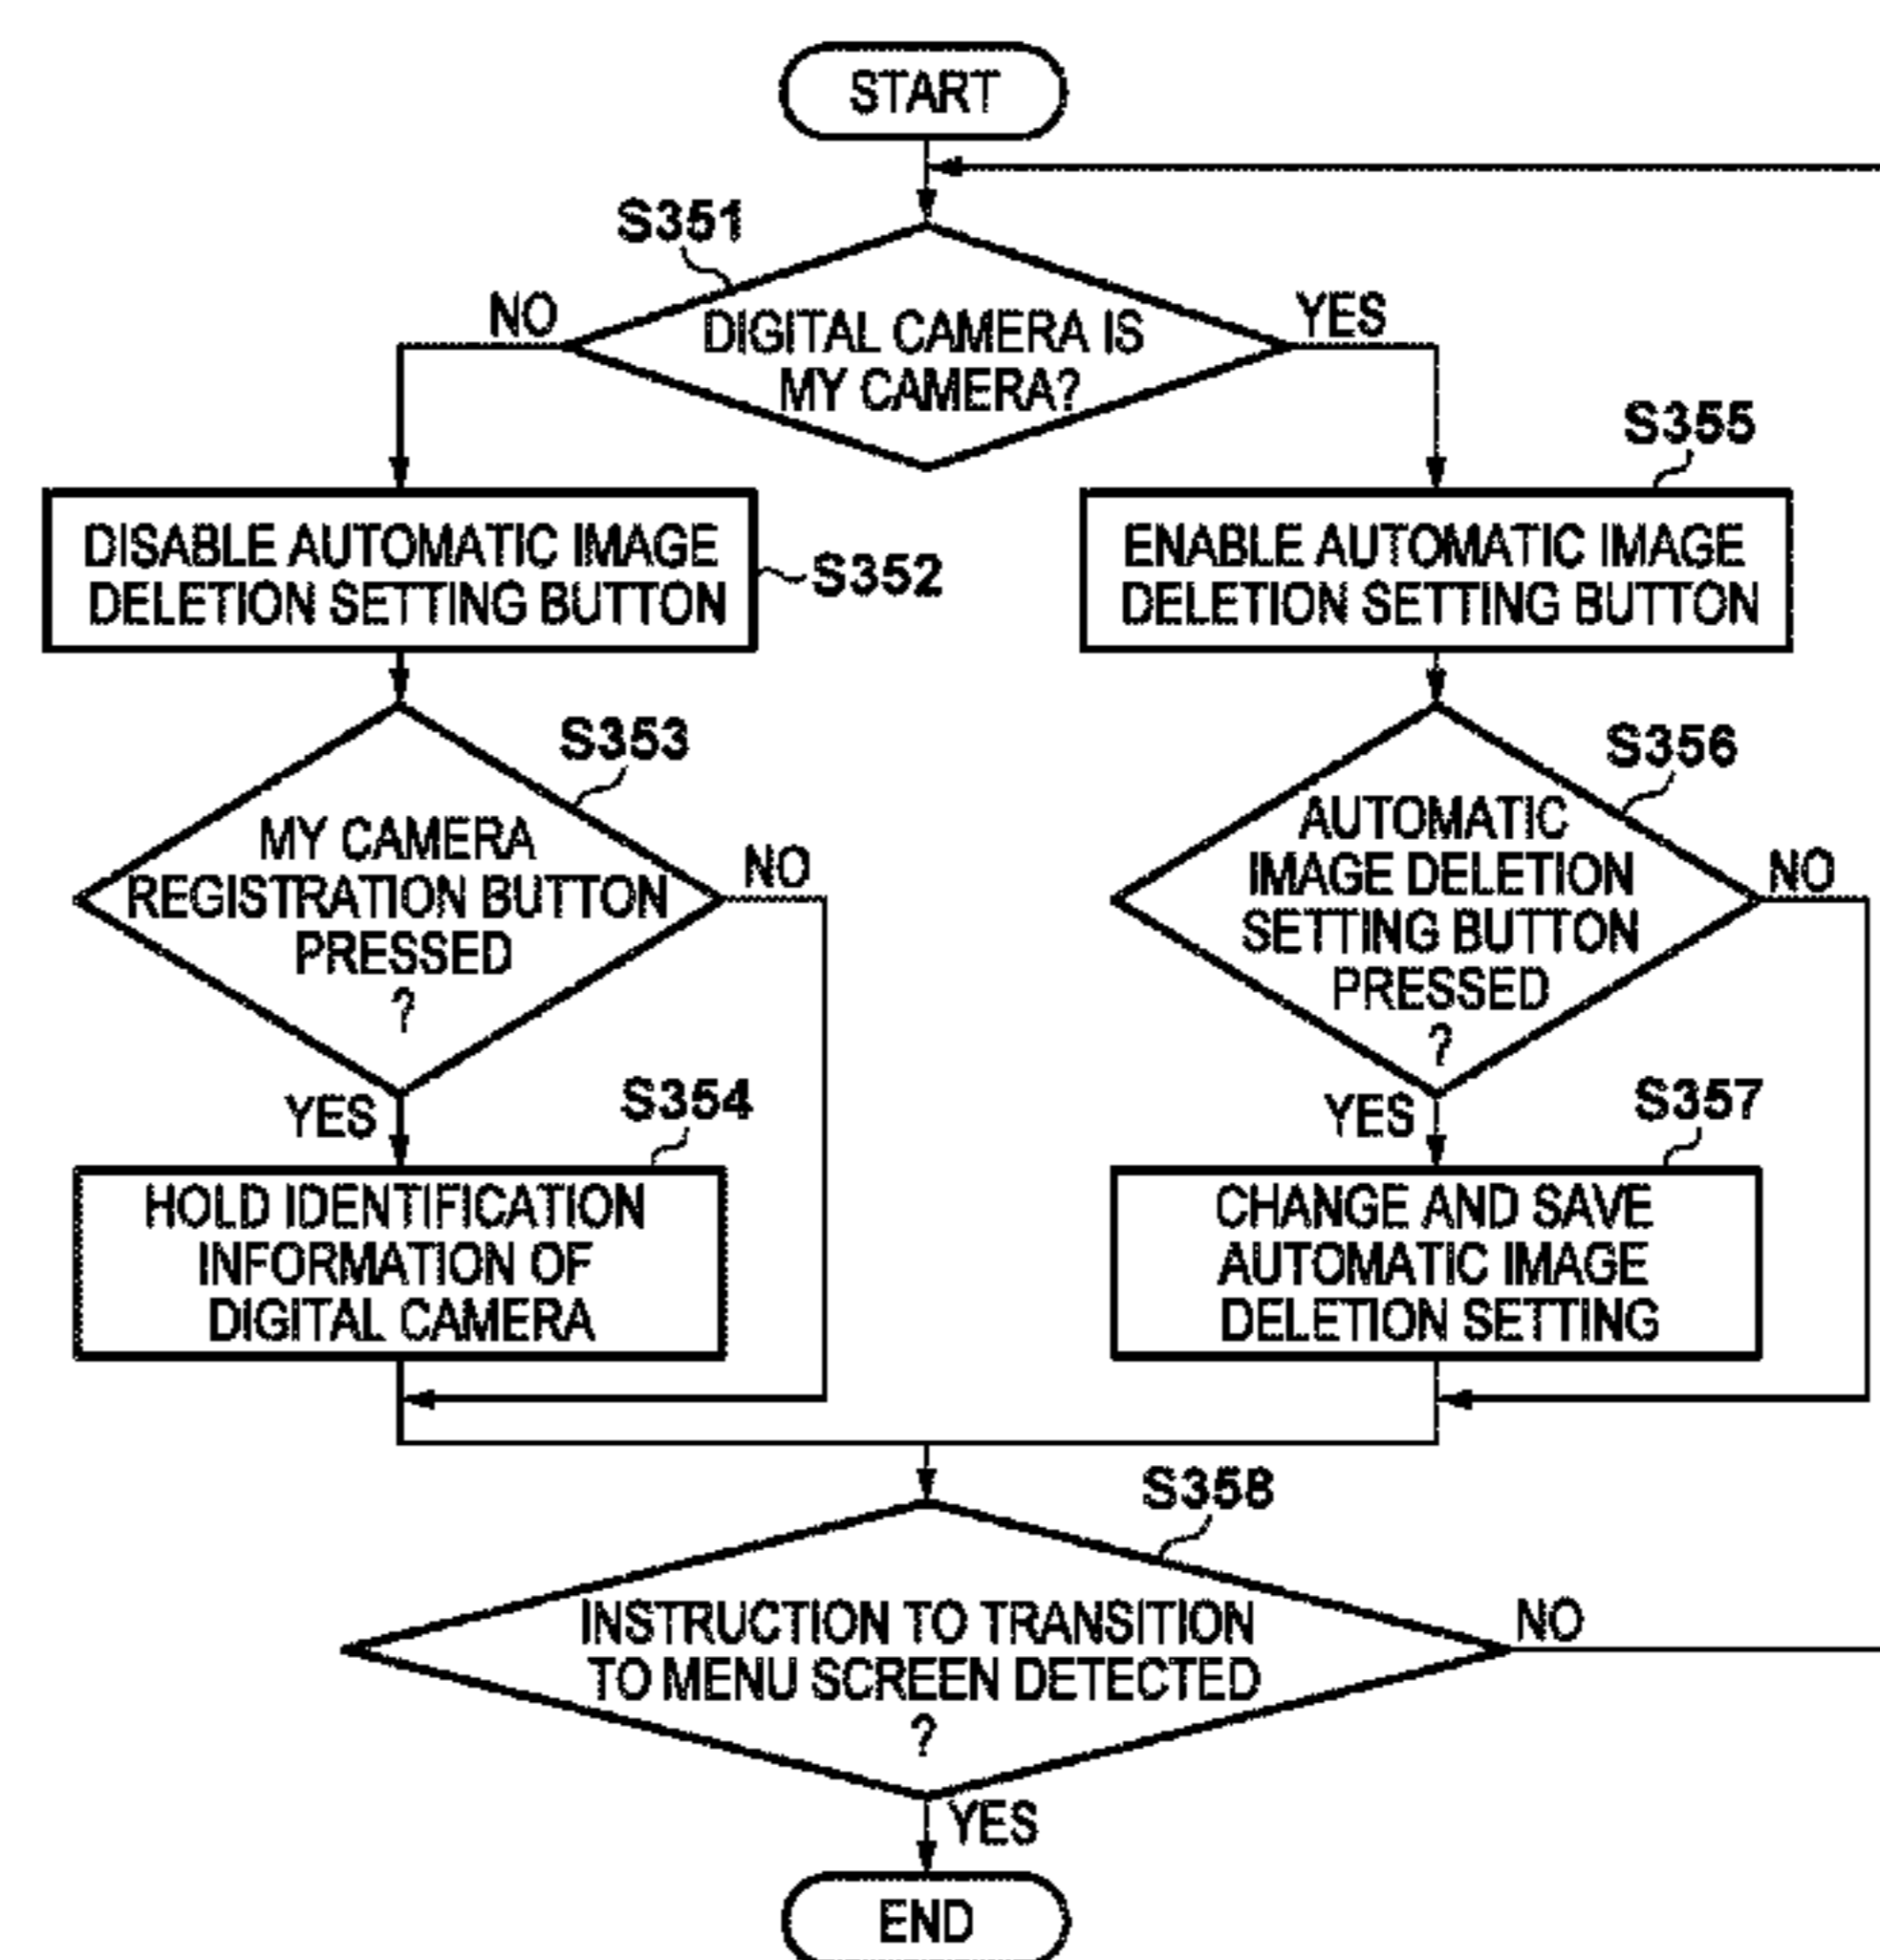 START
S351
NO
YES
DIGITAL CAMERA IS
MY CAMERA?
S355
DISABLE AUTOMATIC IMAGE
DELETION SETTING BUTTON
S352
ENABLE AUTOMATIC IMAGE
DELETION SETTING BUTTON
S353
MY CAMERA
REGISTRATION BUTTON
PRESSED
?
NO
S356
AUTOMATIC
IMAGE DELETION
SETTING BUTTON
PRESSED
?
NO
YES
S354
HOLD IDENTIFICATION
INFORMATION OF
DIGITAL CAMERA
YES
S357
CHANGE AND SAVE
AUTOMATIC IMAGE
DELETION SETTING
S358
INSTRUCTION TO TRANSITION
TO MENU SCREEN DETECTED
?
NO
YES
END